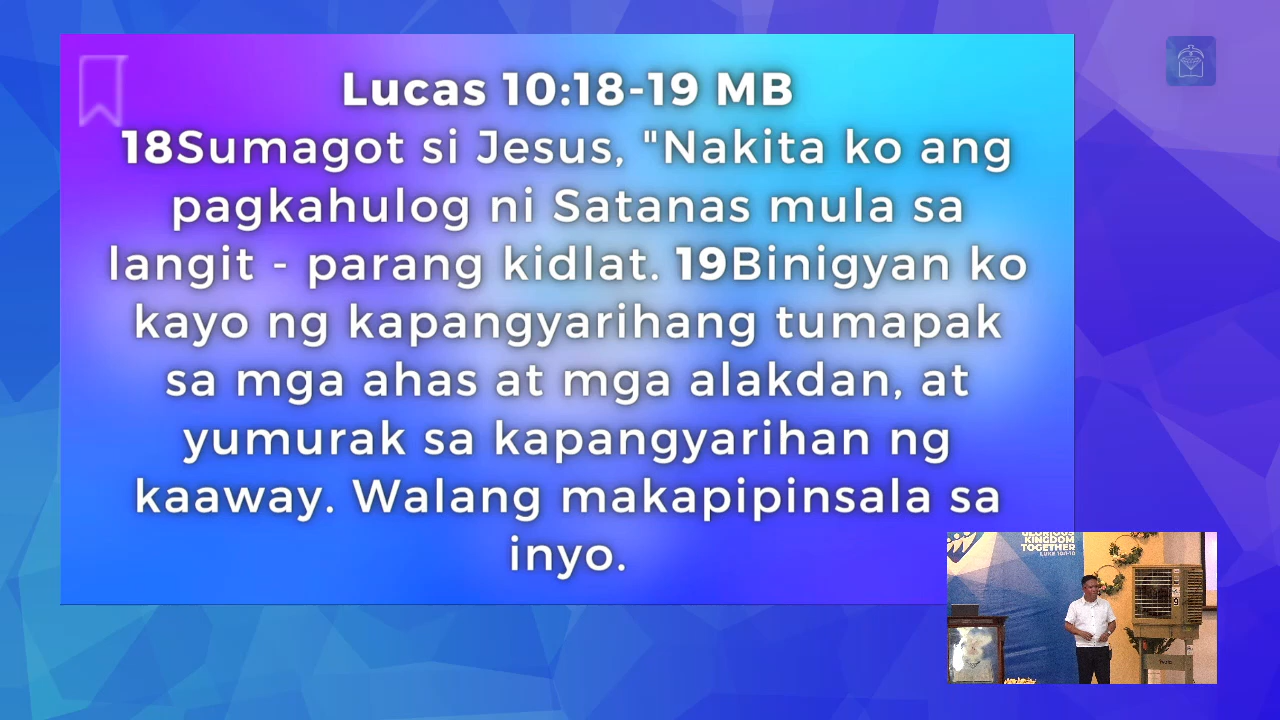 Lucas 10:18-19 MB
18Sumagot si Jesus, "Nakita ko ang
pagkahulog ni Satanas mula sa
langit - parang kidlat. 19Binigyan ko
kayo ng kapangyarihang tumapak
sa mga ahas at mga alakdan, at
yumurak sa kapangyarihan ng
kaaway. Walang makapipinsala sa
inyo.
GLORIOUS
KINGDOM
TOGETHER